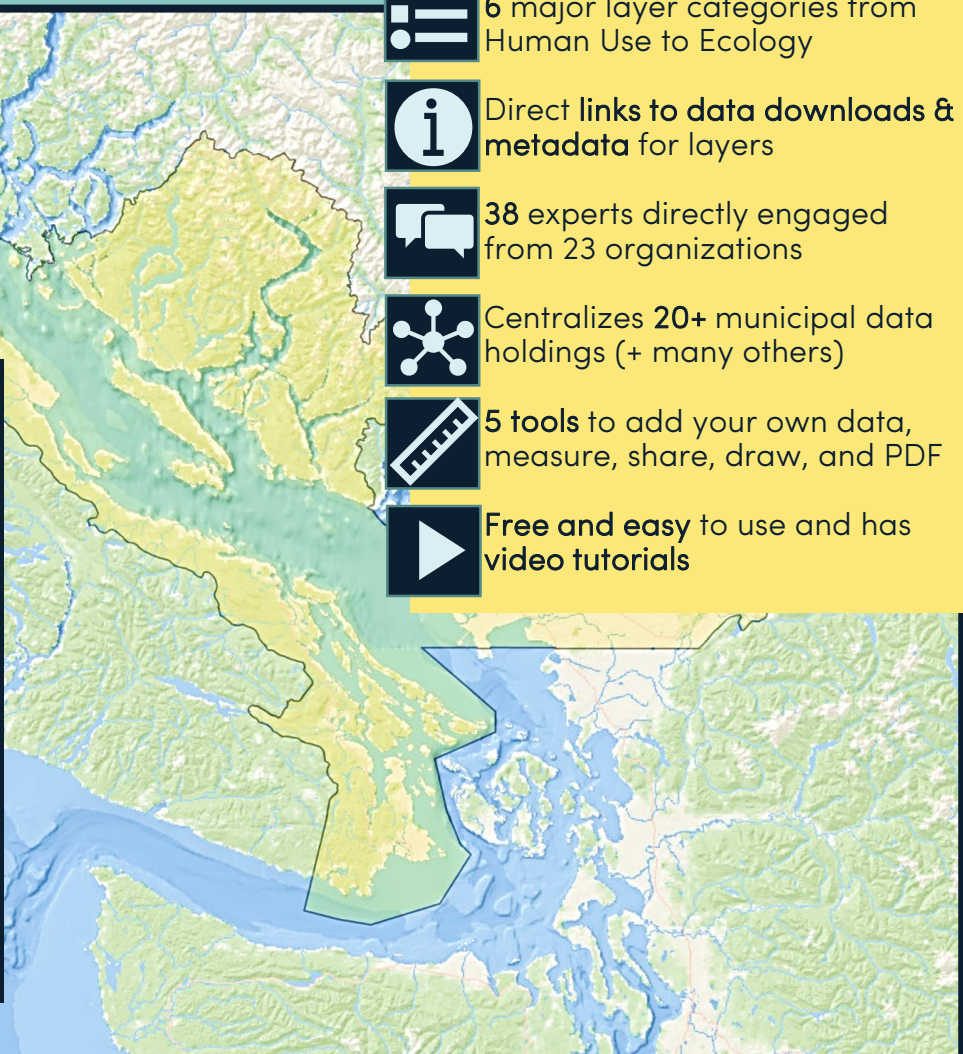 6 major layer categories from
Human Use to Ecology
Direct links to data downloads &
metadata for layers
38 experts directly engaged
from 23 organizations
Centralizes 20+ municipal data
holdings (+ many others)
5 tools to add your own data,
measure, share, draw, and PDF
Free and easy to use and has
video tutorials